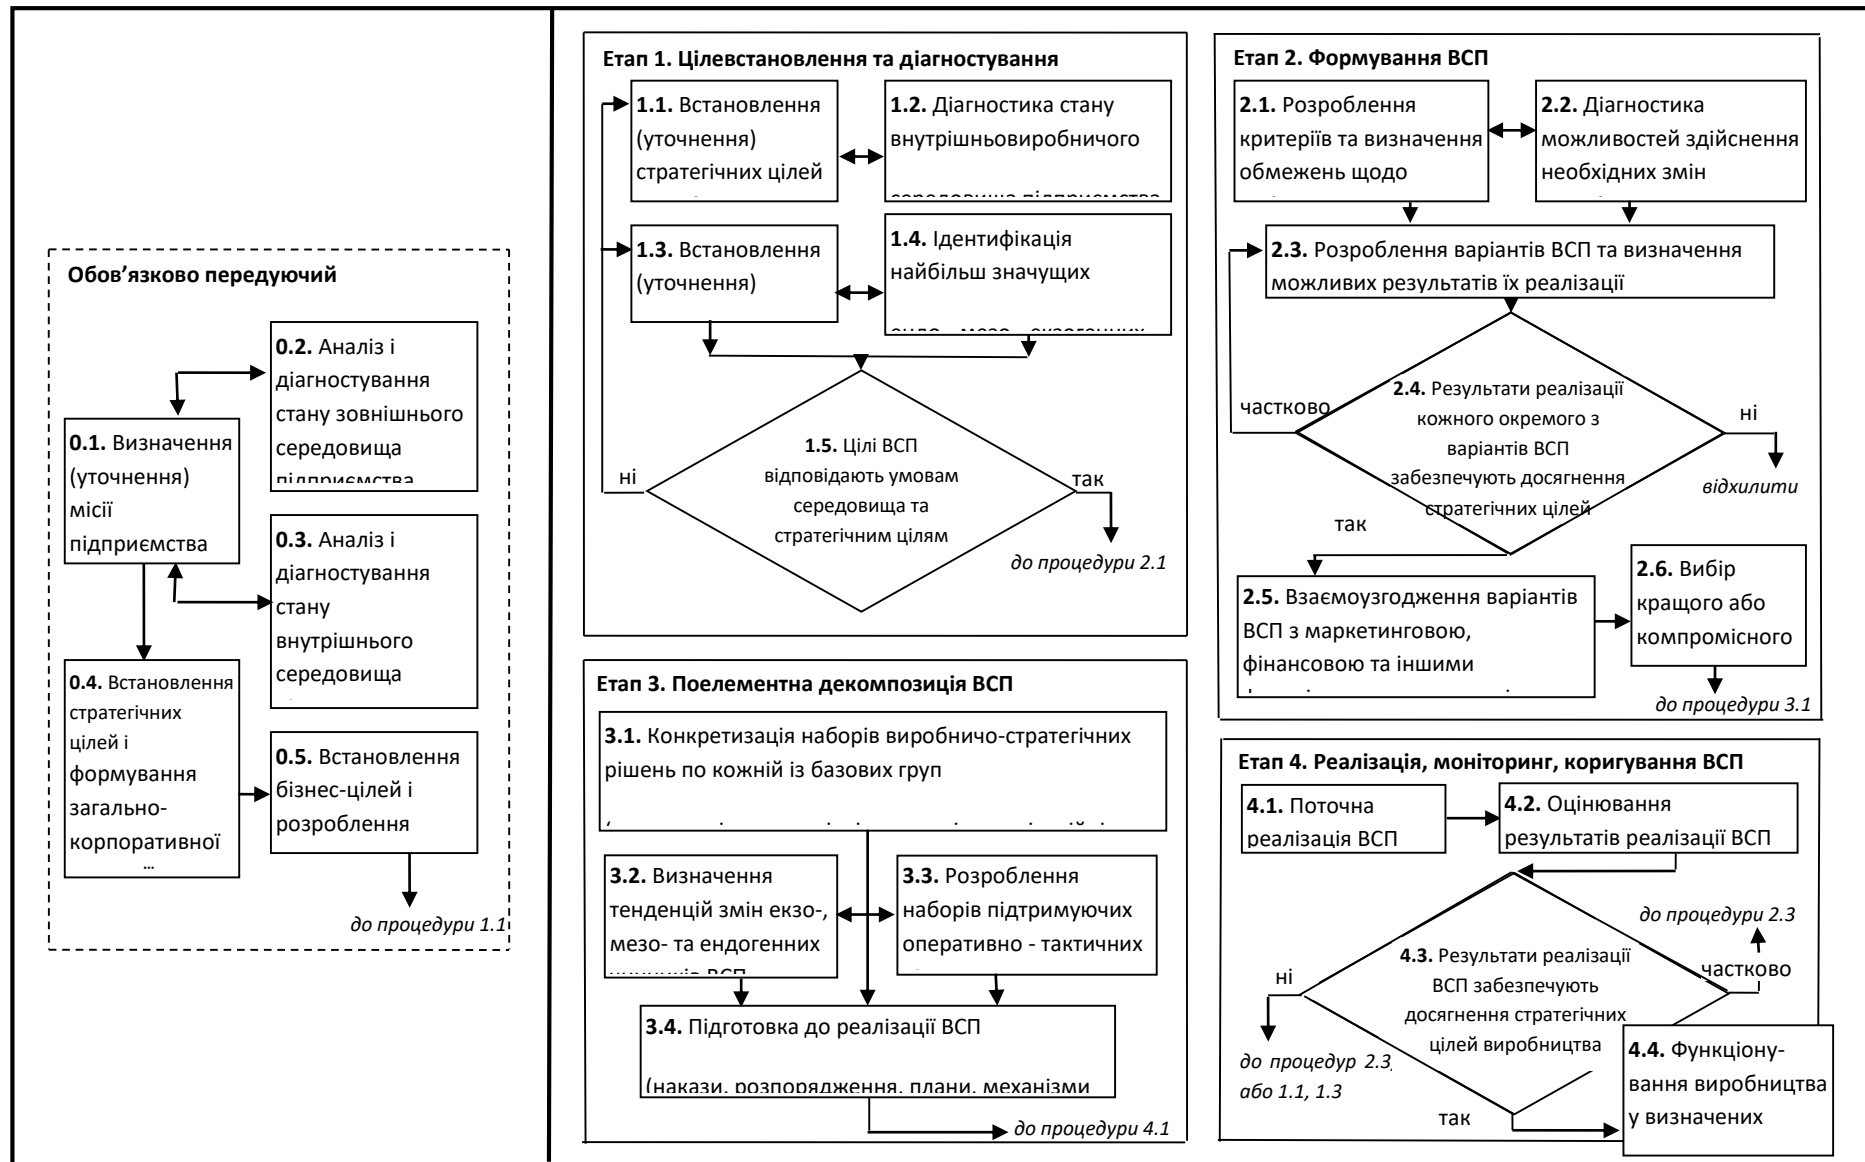 Обов’язково передуючий
0.1. Визначення
(уточнення)
місії
підприємства
0.2. Аналіз і
діагностування
стану зовнішнього
середовища
підприємства
0.3. Аналіз і
діагностування
стану
внутрішнього
середовища
0.4. Встановлення
стратегічних
цілей і
формування
загально-
корпоративної
...
0.5. Встановлення
бізнес-цілей і
розроблення
до процедури 1.1
Етап 1. Цілевстановлення та діагностування
1.1. Встановлення
(уточнення)
стратегічних цілей
1.2. Діагностика стану
внутрішньовиробничого
середовища підприємства
1.3. Встановлення
(уточнення)
1.4. Ідентифікація
найбільш значущих
ендо-, мезо-, екзогенних
1.5. Цілі ВСП
відповідають умовам
середовища та
стратегічним цілям
ні
так
до процедури 2.1
Етап 2. Формування ВСП
2.1. Розроблення
критеріїв та визначення
обмежень щодо
2.2. Діагностика
можливостей здійснення
необхідних змін
2.3. Розроблення варіантів ВСП та визначення
можливих результатів їх реалізації
2.4. Результати реалізації
кожного окремого з
варіантів ВСП
забезпечують досягнення
стратегічних цілей
частково
ні
відхилити
так
2.5. Взаємоузгодження варіантів
ВСП з маркетинговою,
фінансовою та іншими
2.6. Вибір
кращого або
компромісного
до процедури 3.1
Етап 3. Поелементна декомпозиція ВСП
3.1. Конкретизація наборів виробничо-стратегічних
рішень по кожній із базових груп
3.2. Визначення
тенденцій змін екзо-,
мезо- та ендогенних
чинників ВСП
3.3. Розроблення
наборів підтримуючих
оперативно - тактичних
3.4. Підготовка до реалізації ВСП
(накази, розпорядження, плани, механізми
до процедури 4.1
Етап 4. Реалізація, моніторинг, коригування ВСП
4.1. Поточна
реалізація ВСП
4.2. Оцінювання
результатів реалізації ВСП
до процедури 2.3
4.3. Результати реалізації
ВСП забезпечують
досягнення стратегічних
цілей виробництва
ні
частково
до процедур 2.3,
або 1.1, 1.3
так
4.4. Функціону-
вання виробництва
у визначених